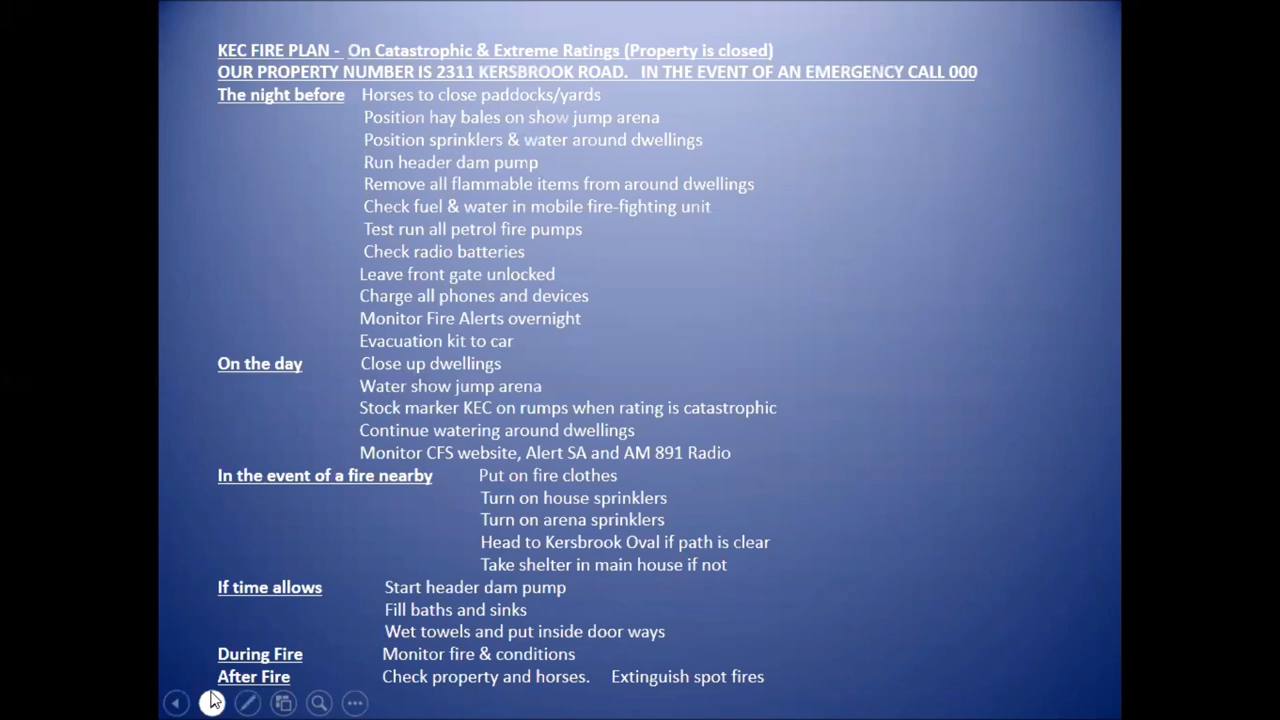 KEC FIRE PLAN - On Catastrophic & Extreme Ratings (Property is closed)
OUR PROPERTY NUMBER IS 2311 KERSBROOK ROAD. IN THE EVENT OF AN EMERGENCY CALL 000
The night before Horses to close paddocks/yards
Position hay bales on show jump arena
Position sprinklers & water around dwellings
Run header dam pump
Remove all flammable items from around dwellings
Check fuel & water in mobile fire-fighting unit
Test run all petrol fire pumps
Check radio batteries
Leave front gate unlocked
Charge all phones and devices
Monitor Fire Alerts overnight
Evacuation kit to car
On the day Close up dwellings
Water show jump arena
Stock marker KEC on rumps when rating is catastrophic
Continue watering around dwellings
Monitor CFS website, Alert SA and AM 891 Radio
In the event of a fire nearby Put on fire clothes
Turn on house sprinklers
Turn on arena sprinklers
Head to Kersbrook Oval if path is clear
Take shelter in main house if not
If time allows Start header dam pump
Fill baths and sinks
Wet towels and put inside door ways
During Fire Monitor fire & conditions
After Fire Check property and horses. Extinguish spot fires